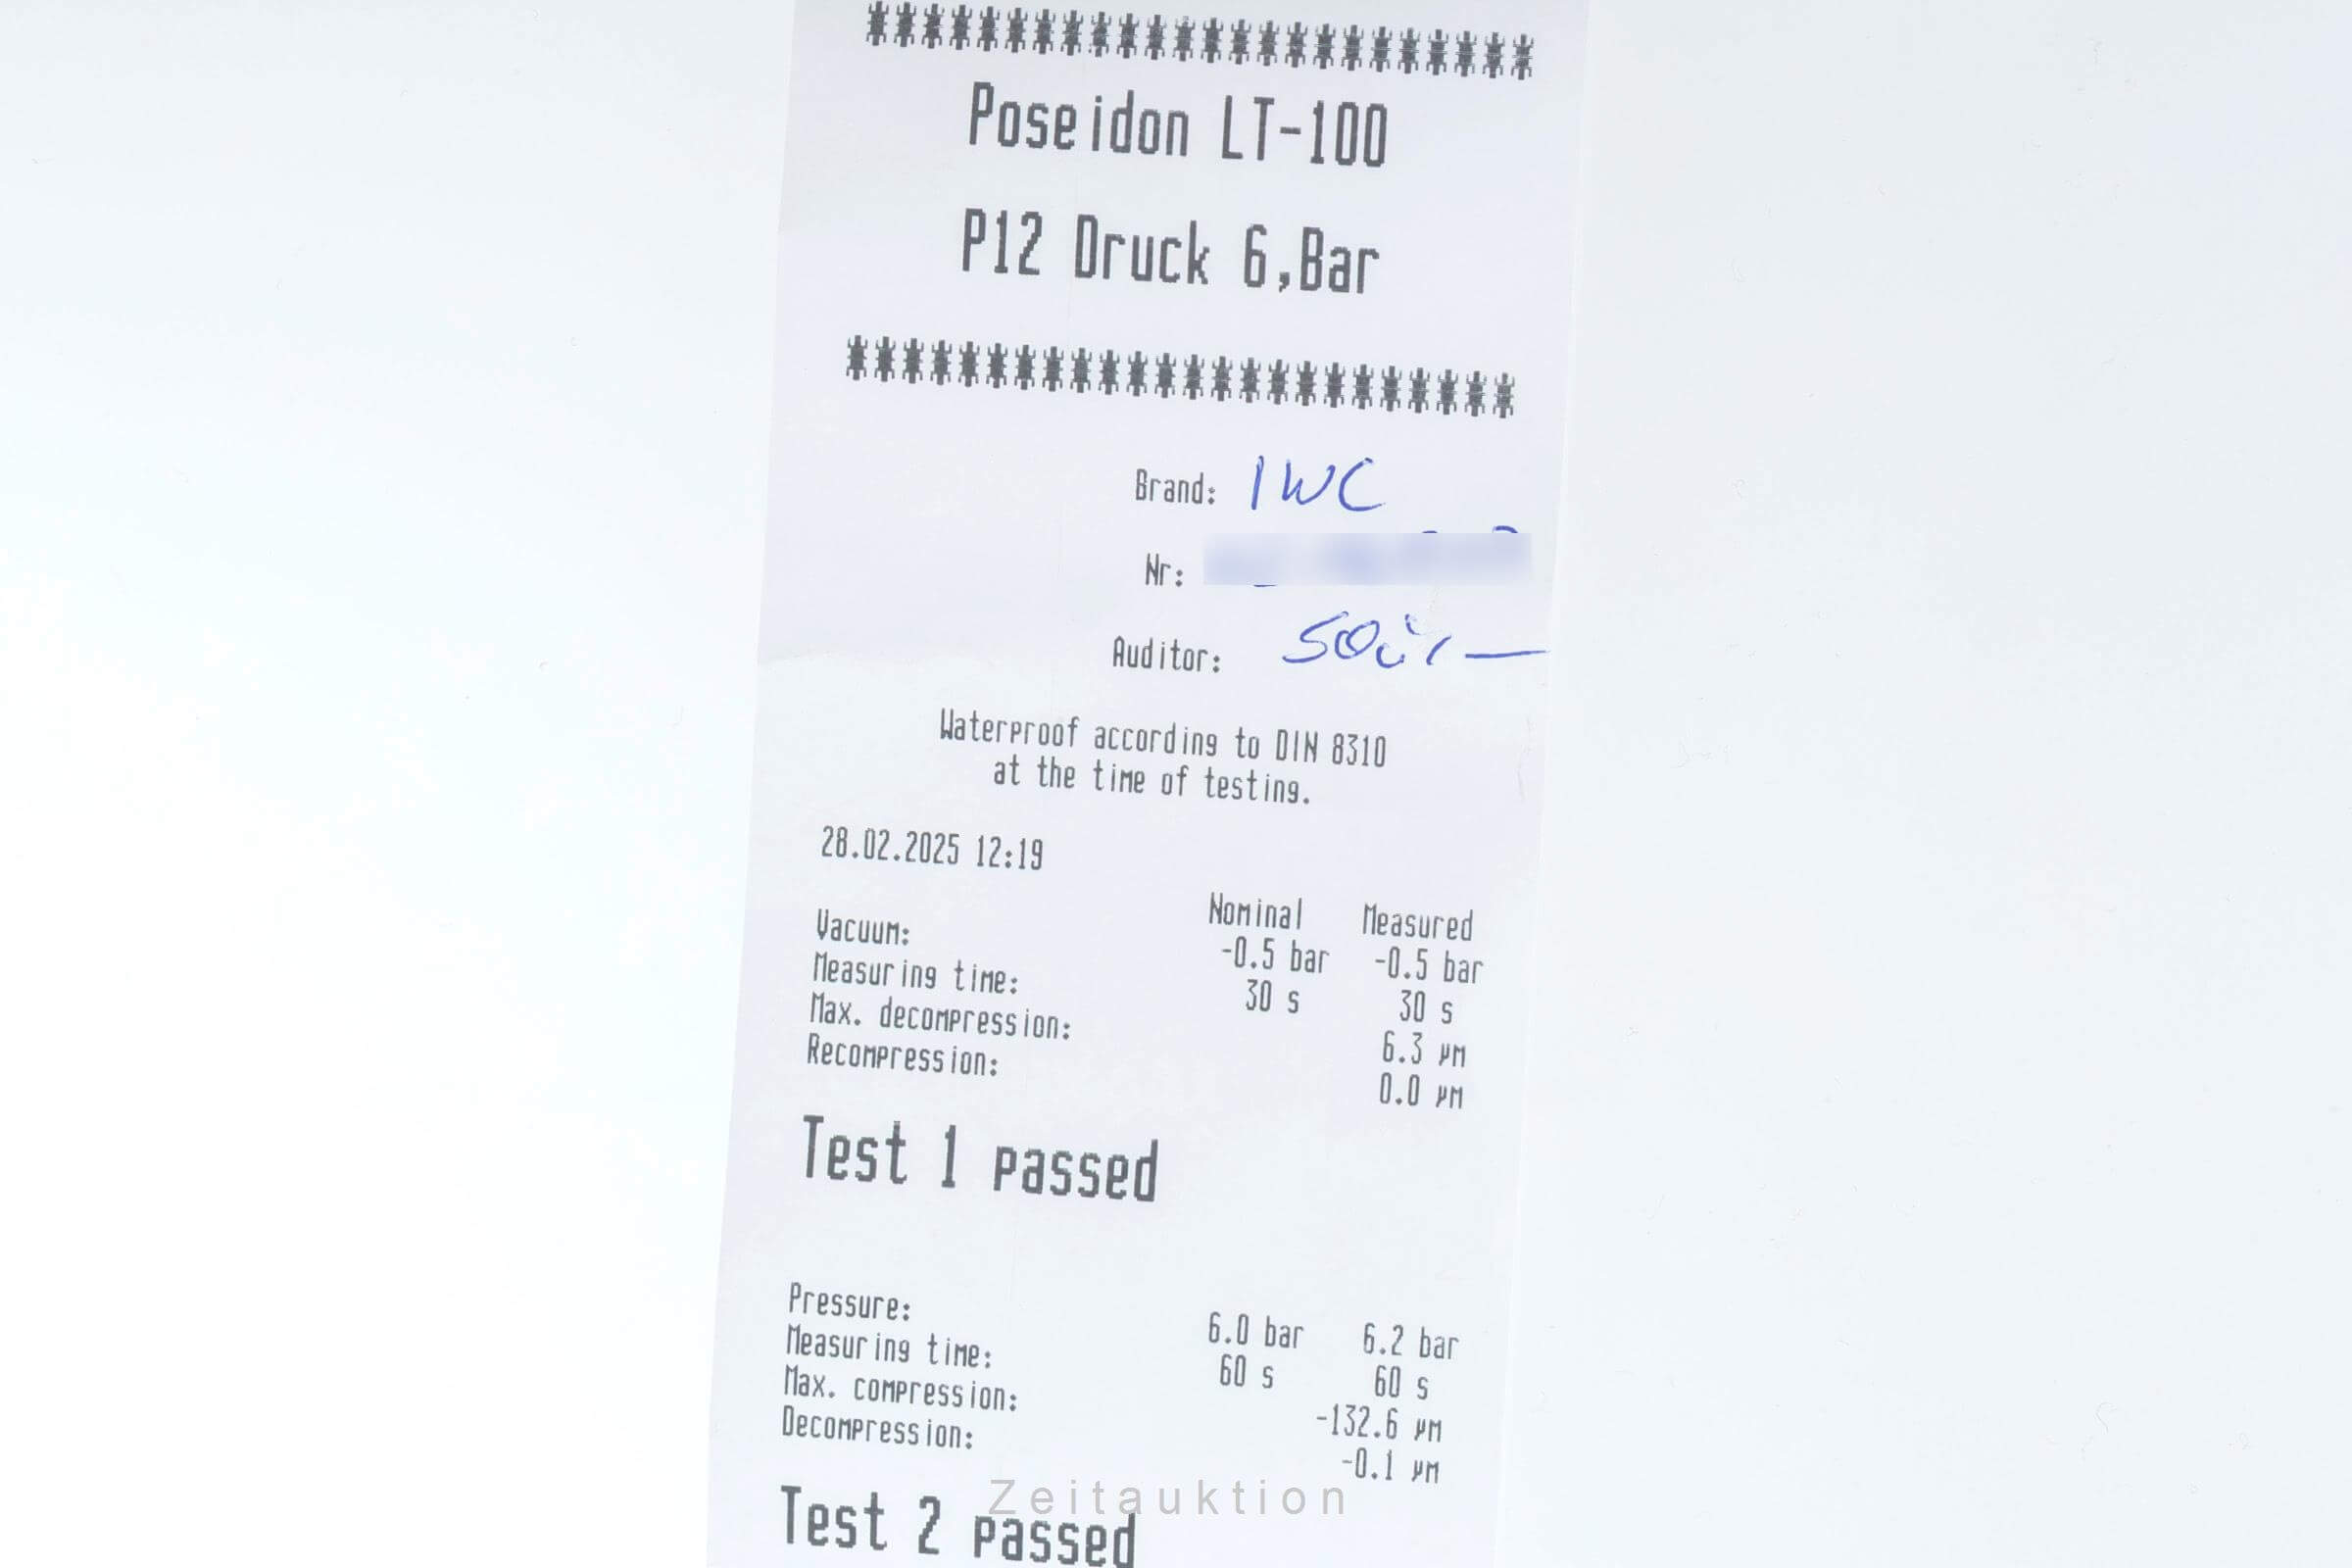 Poseidon LT-100
P12 Druck 6,Bar
Brand: IWC
Nr:
Auditor:
Waterproof according to DIN 8310
at the time of testing.
28.02.2025 12:19
Nominal Measured
Vacuum: -0.5 bar -0.5 bar
Measuring time: 30 s 30 s
Max. decompression: 6.3 µm
Recompression: 0.0 µm
Test 1 passed
Pressure: 6.0 bar 6.2 bar
Measuring time: 60 s 60 s
Max. compression: -132.6 µm
Decompression: -0.1 µm
Zeitauktion
Test 2 passed